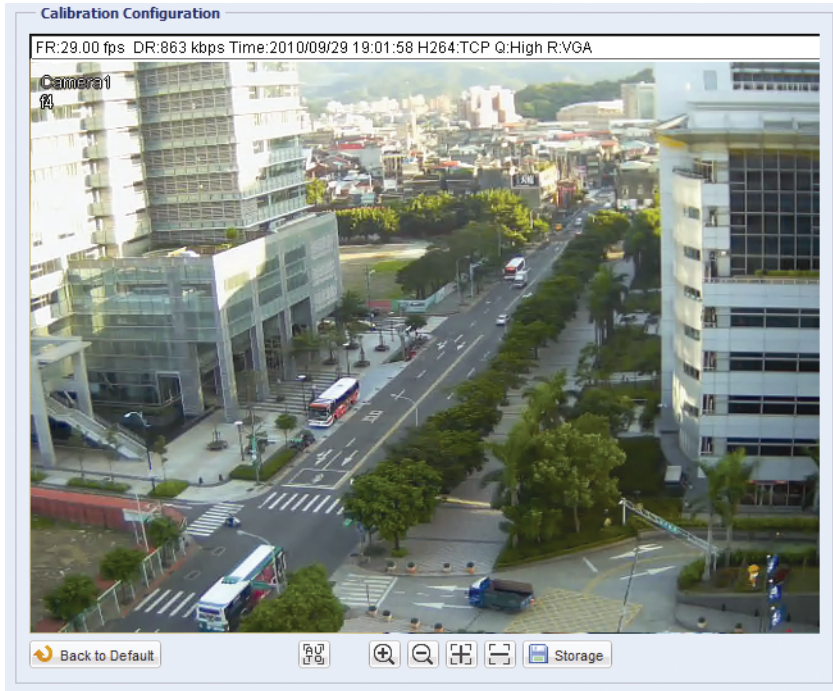 Calibration Configuration
FR:29.00 fps DR:863 kbps Time:2010/09/29 19:01:58 H264:TCP Q:High R:VGA
Camera1
f4
Back to Default
AUTO
Storage